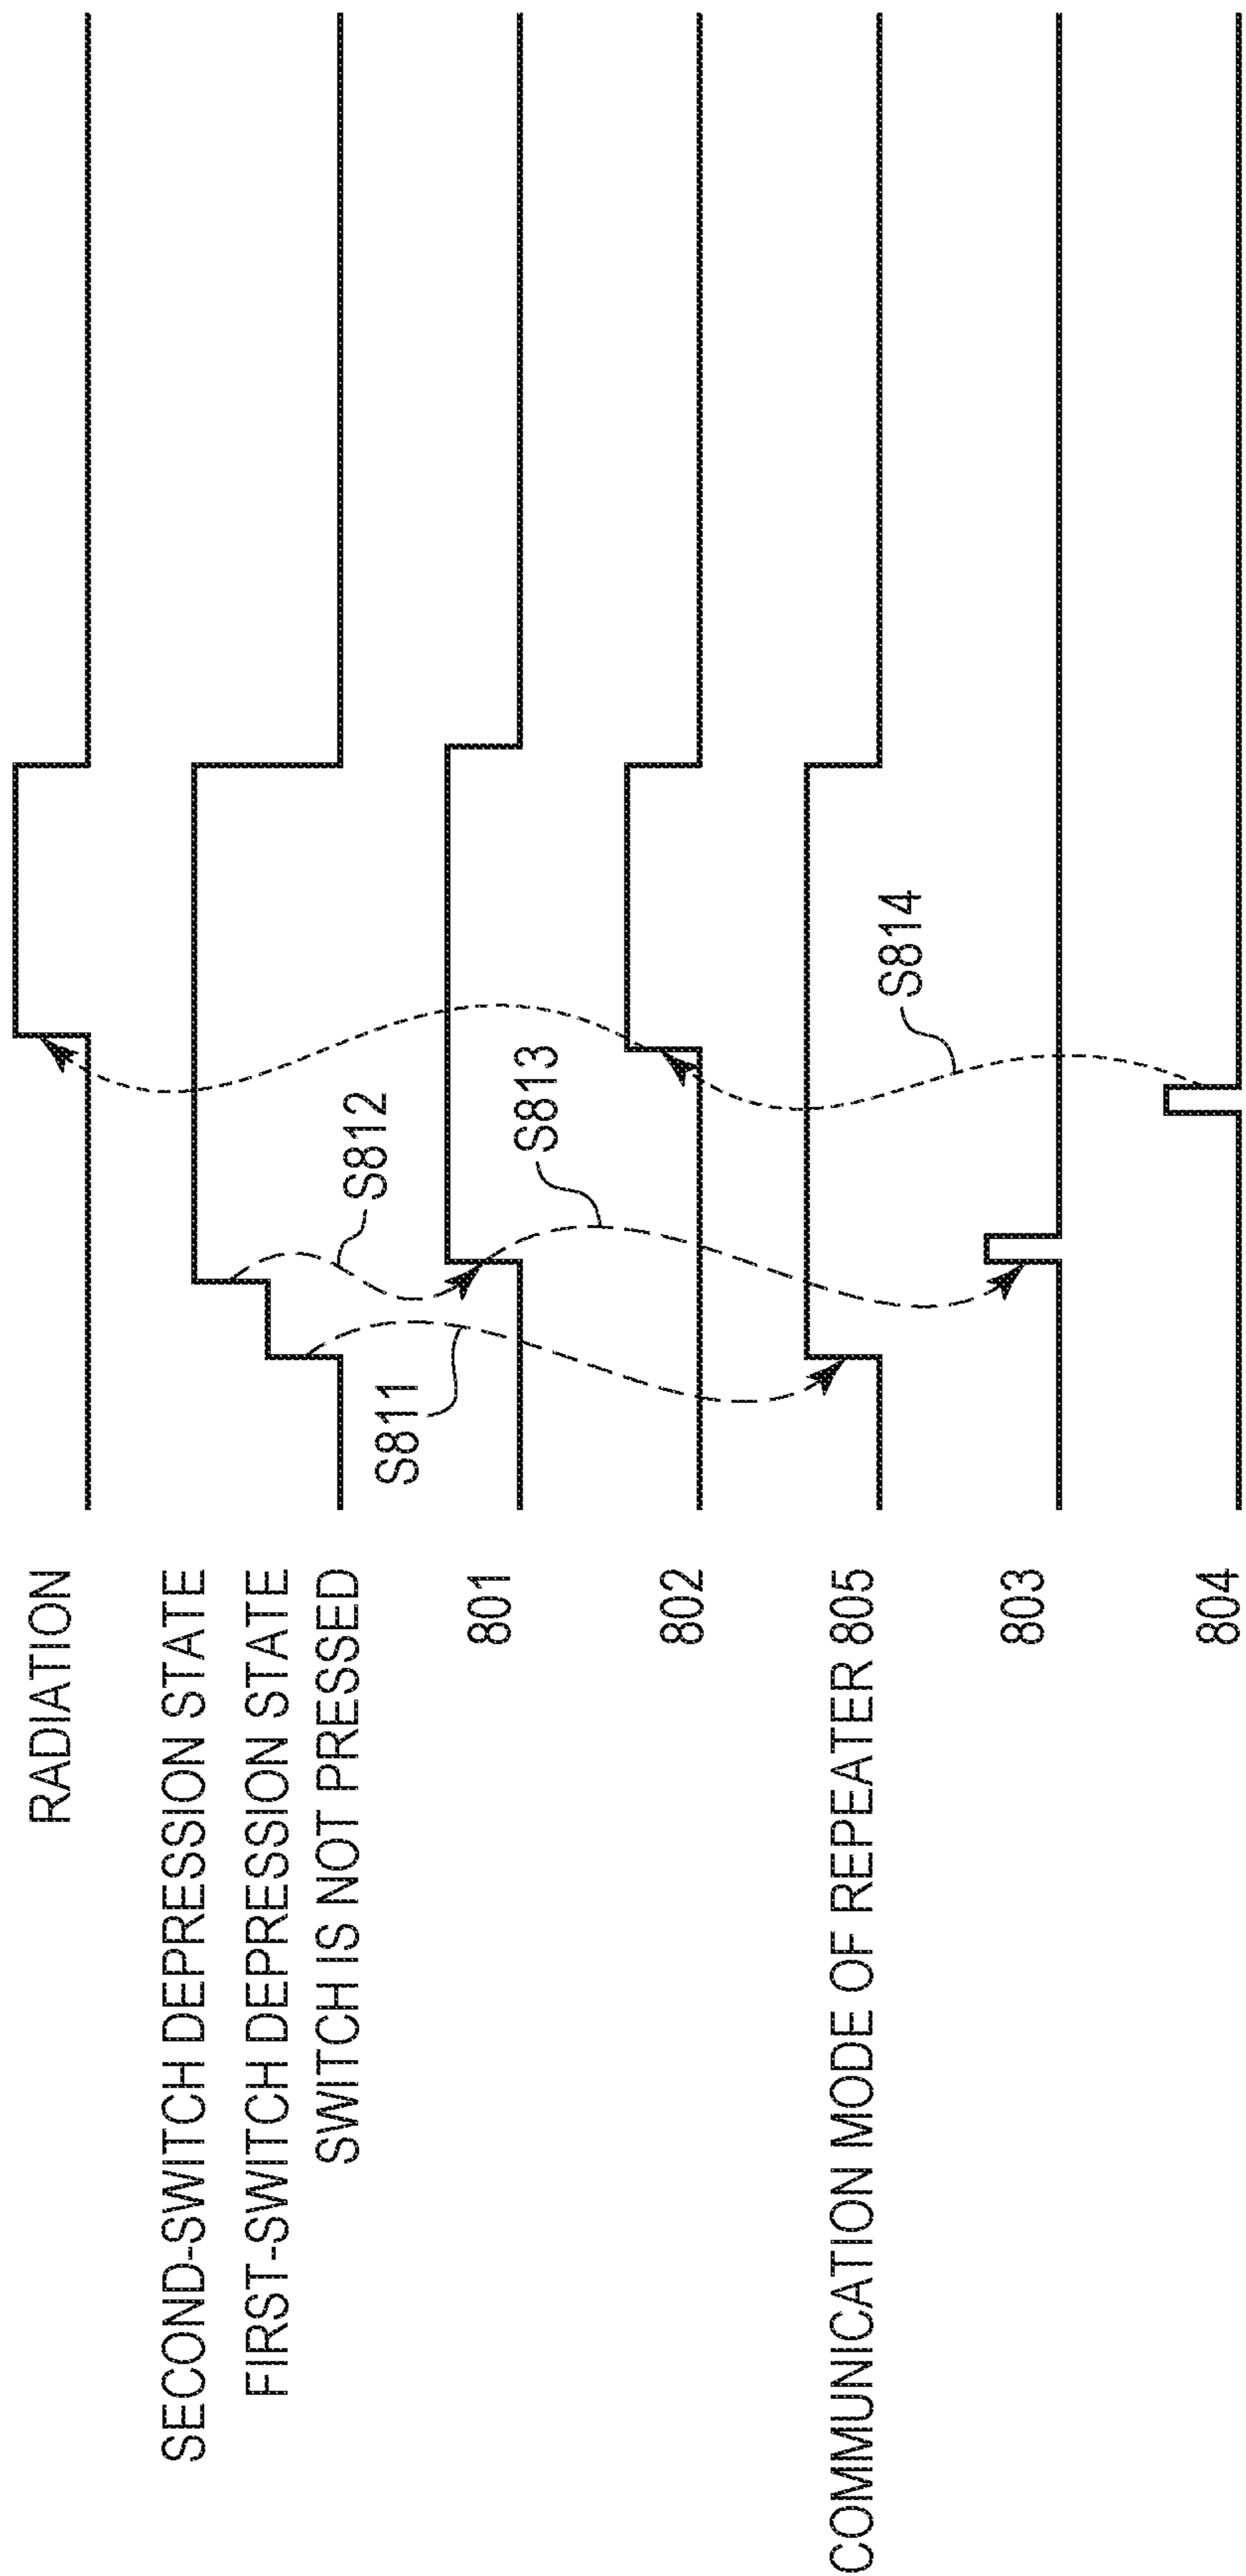 RADIATION
SECOND-SWITCH DEPRESSION STATE
FIRST-SWITCH DEPRESSION STATE
SWITCH IS NOT PRESSED
S811
S812
801
S813
802
COMMUNICATION MODE OF REPEATER 805
S814
803
804